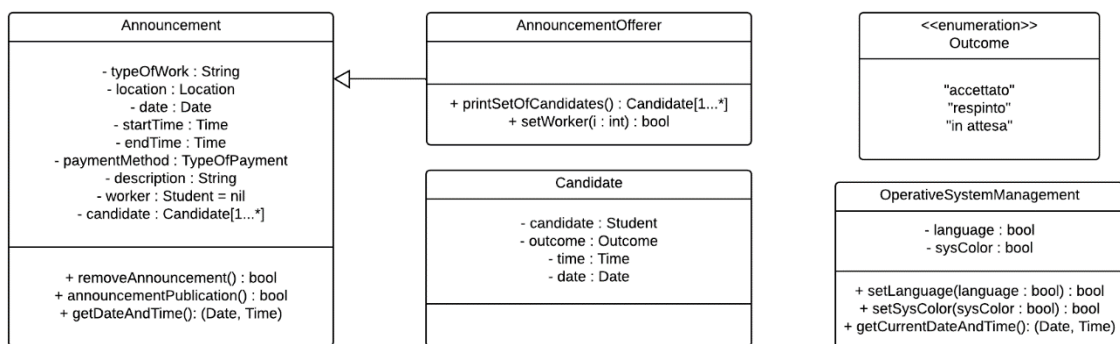 Announcement
- typeOfWork : String
- location : Location
- date : Date
- startTime : Time
- endTime : Time
- paymentMethod : TypeOfPayment
- description : String
- worker : Student = nil
- candidate : Candidate[1...*]
+ removeAnnouncement() : bool
+ announcementPublication() : bool
+ getDateAndTime(): (Date, Time)
AnnouncementOfferer
+ printSetOfCandidates() : Candidate[1...*]
+ setWorker(i : int) : bool
Candidate
- candidate : Student
- outcome : Outcome
- time : Time
- date : Date
<<enumeration>>
Outcome
"accettato"
"respinto"
"in attesa"
OperativeSystemManagement
- language : bool
- sysColor : bool
+ setLanguage(language : bool) : bool
+ setSysColor(sysColor : bool) : bool
+ getCurrentDateAndTime(): (Date, Time)